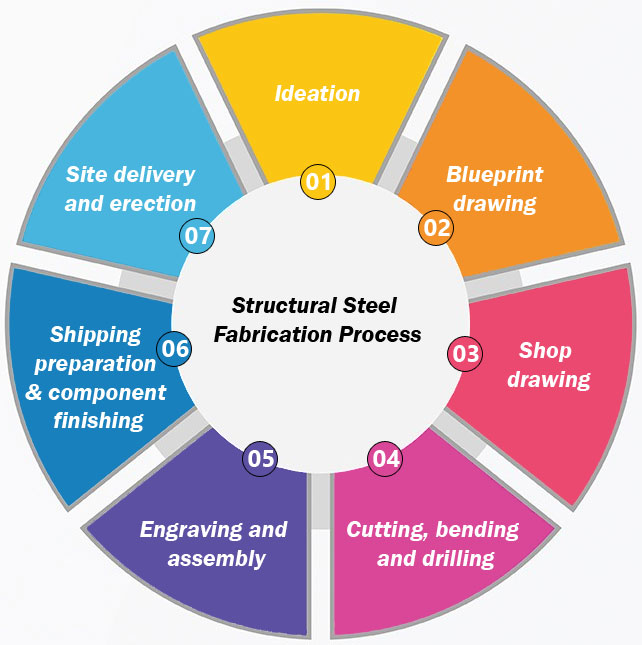 Structural Steel
Fabrication Process
01
Ideation
02
Blueprint
drawing
03
Shop
drawing
04
Cutting, bending
and drilling
05
Engraving and
assembly
06
Shipping
preparation
& component
finishing
07
Site delivery
and erection